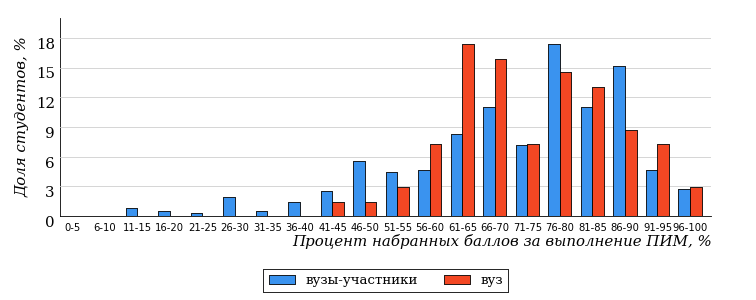 Доля студентов, %
18
15
12
9
6
3
0
0-5 6-10 11-15 16-20 21-25 26-30 31-35 36-40 41-45 46-50 51-55 56-60 61-65 66-70 71-75 76-80 81-85 86-90 91-95 96-100
Процент набранных баллов за выполнение ПИМ, %
вузы-участники вуз